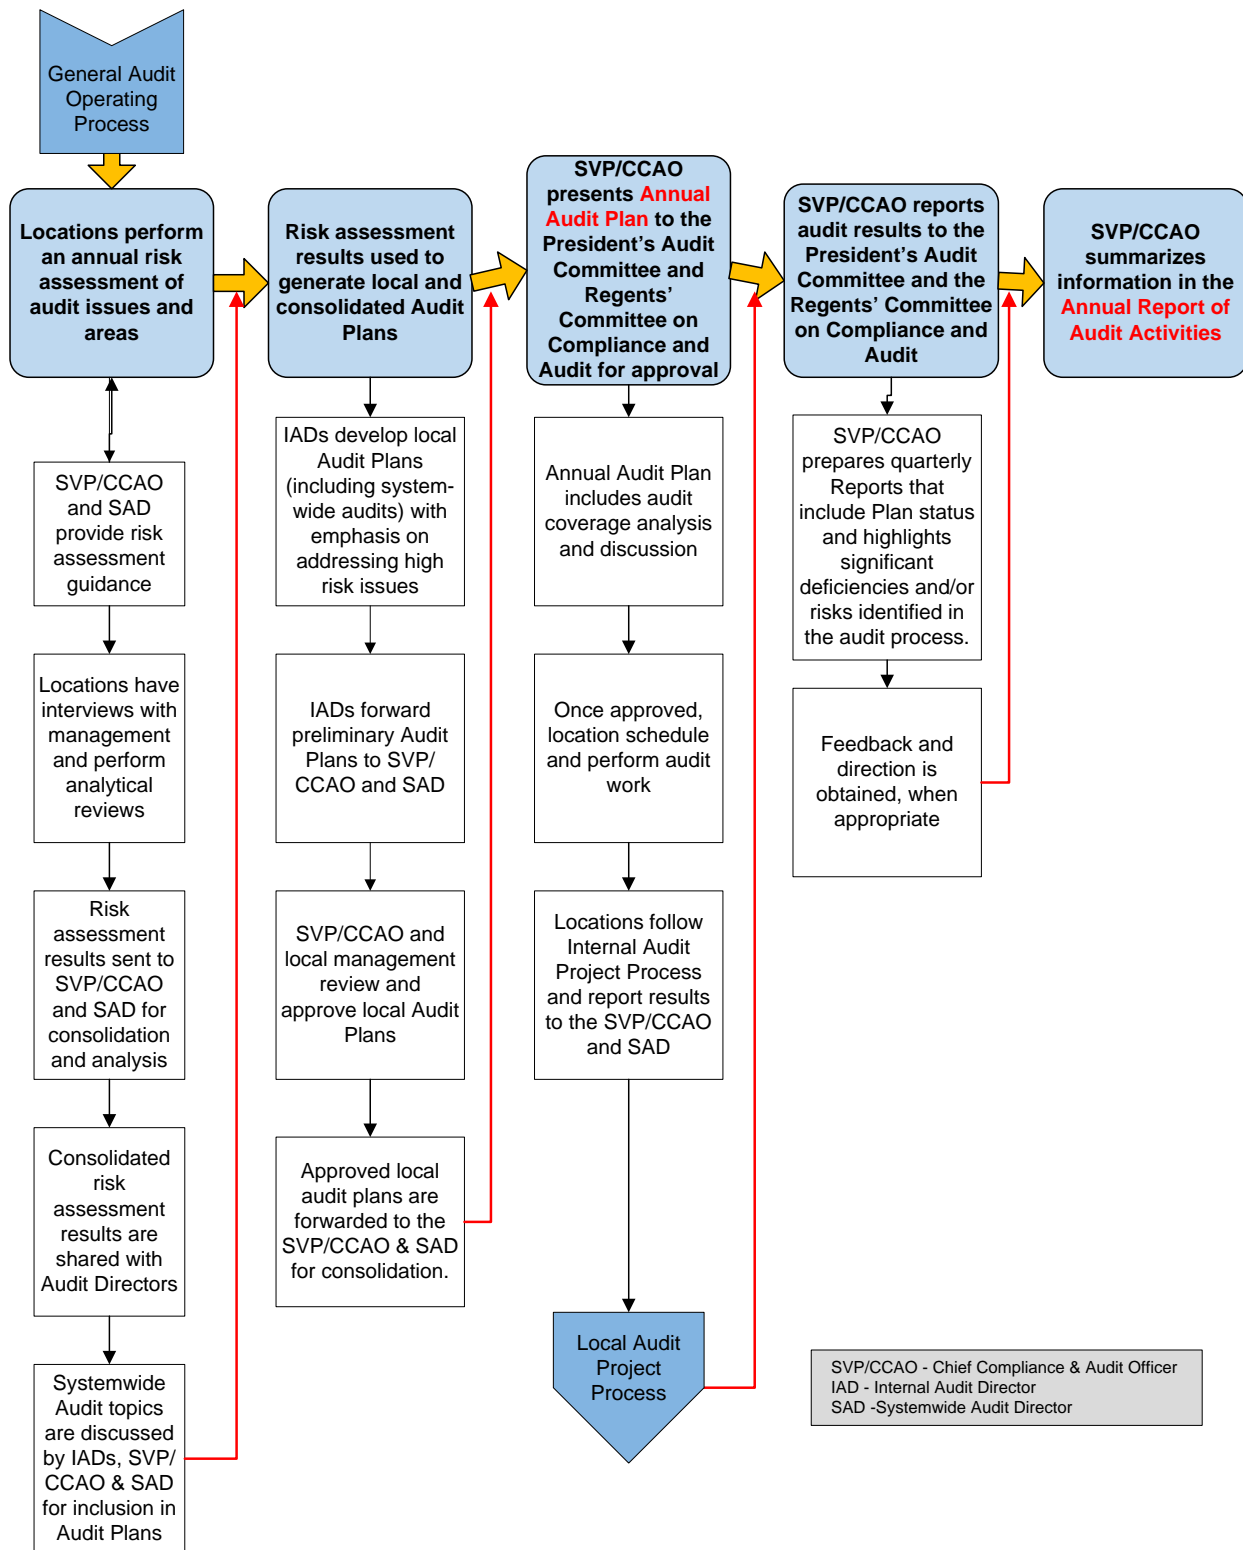 General Audit
Operating
Process
Locations perform
an annual risk
assessment of
audit issues and
areas
SVP/CCAO
and SAD
provide risk
assessment
guidance
Locations have
interviews with
management
and perform
analytical
reviews
Risk
assessment
results sent to
SVP/CCAO
and SAD for
consolidation
and analysis
Consolidated
risk
assessment
results are
shared with
Audit Directors
Systemwide
Audit topics
are discussed
by IADs, SVP/
CCAO & SAD
for inclusion in
Audit Plans
Risk assessment
results used to
generate local and
consolidated Audit
Plans
IADs develop local
Audit Plans
(including system-
wide audits) with
emphasis on
addressing high
risk issues
IADs forward
preliminary Audit
Plans to SVP/
CCAO and SAD
SVP/CCAO and
local management
review and
approve local Audit
Plans
Approved local
audit plans are
forwarded to the
SVP/CCAO & SAD
for consolidation.
SVP/CCAO
presents Annual
Audit Plan to the
President’s Audit
Committee and
Regents’
Committee on
Compliance and
Audit for approval
Annual Audit Plan
includes audit
coverage analysis
and discussion
Once approved,
location schedule
and perform audit
work
Locations follow
Internal Audit
Project Process
and report results
to the SVP/CCAO
and SAD
Local Audit
Project
Process
SVP/CCAO reports
audit results to the
President’s Audit
Committee and the
Regents’ Committee
on Compliance and
Audit
SVP/CCAO
prepares quarterly
Reports that
include Plan status
and highlights
significant
deficiencies and/or
risks identified in
the audit process.
Feedback and
direction is
obtained, when
appropriate
SVP/CCAO
summarizes
information in the
Annual Report of
Audit Activities
SVP/CCAO - Chief Compliance & Audit Officer
IAD - Internal Audit Director
SAD -Systemwide Audit Director